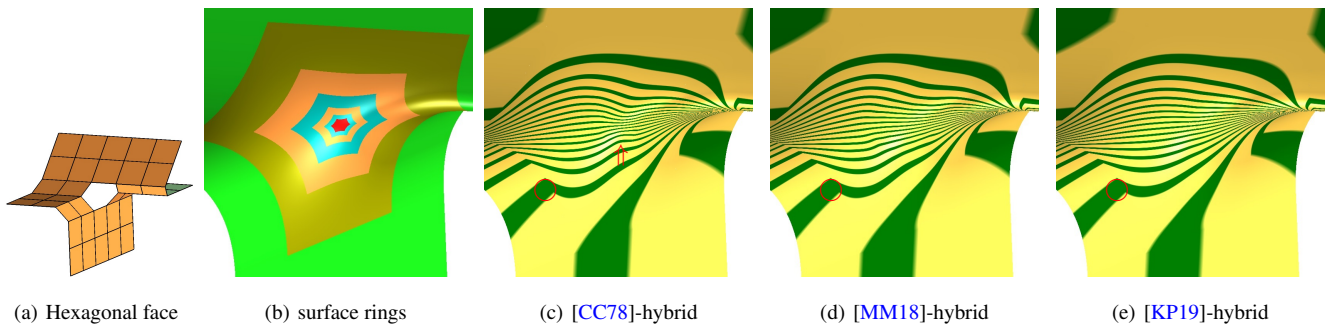 (a) Hexagonal face
(b) surface rings
(c) [CC78]-hybrid
(d) [MM18]-hybrid
(e) [KP19]-hybrid